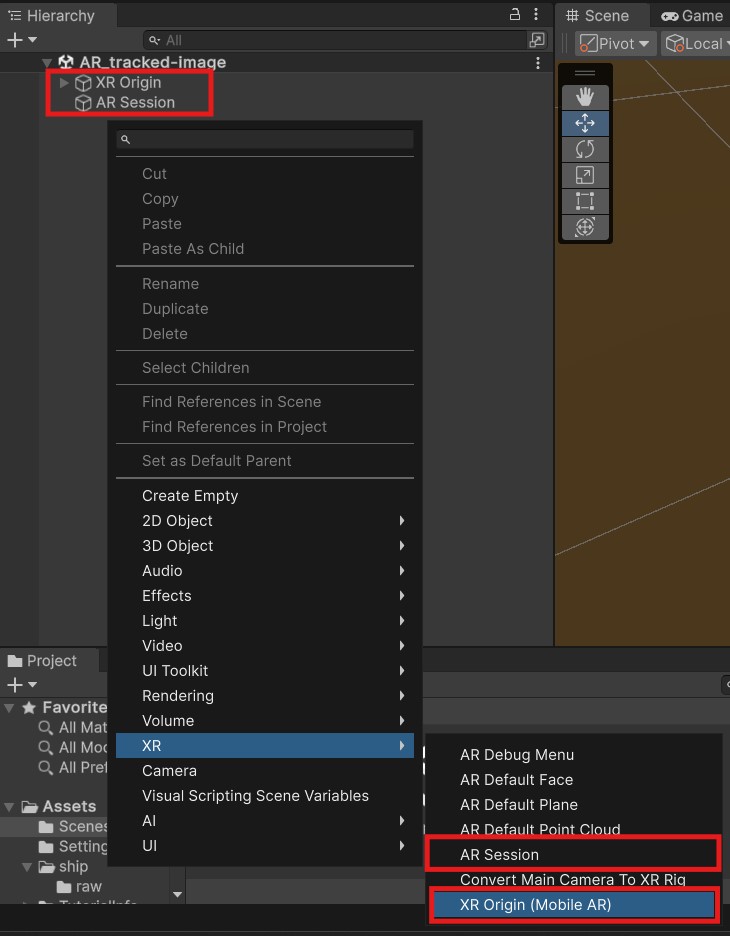 Hierarchy
Scene
Game
All
Pivot
Local
AR_tracked-image
XR Origin
AR Session
Cut
Copy
Paste
Paste As Child
Rename
Duplicate
Delete
Select Children
Find References in Scene
Find References in Project
Set as Default Parent
Create Empty
2D Object
3D Object
Audio
Effects
Light
Video
UI Toolkit
Rendering
Volume
XR
Camera
Visual Scripting Scene Variables
AI
UI
Project
Favorite
All Mat
All Mod
All Pref
Assets
Scenes
Setting
ship
raw
TutorialInfo
AR Debug Menu
AR Default Face
AR Default Plane
AR Default Point Cloud
AR Session
Convert Main Camera To XR Rig
XR Origin (Mobile AR)